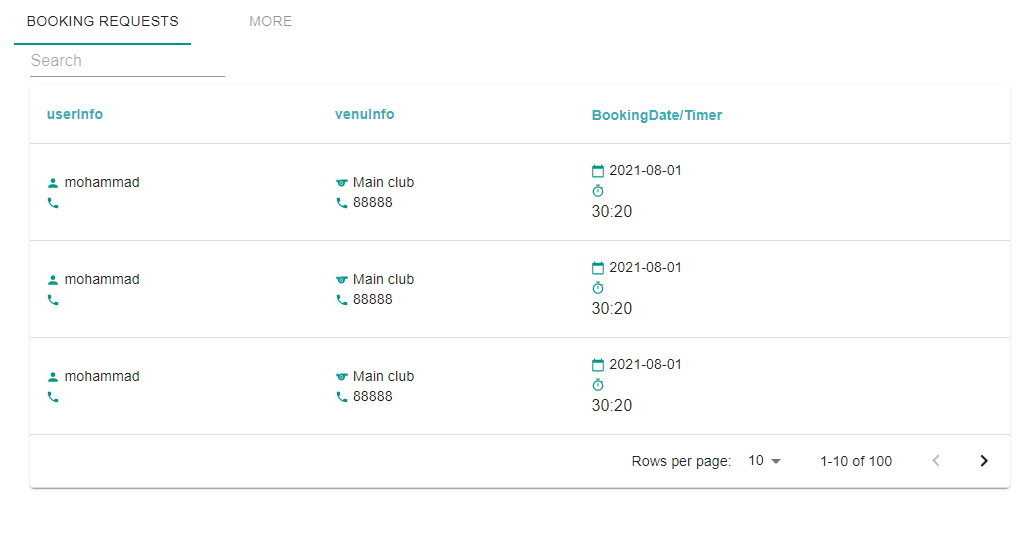 BOOKING REQUESTS MORE
Search
userInfo venuInfo BookingDate/Timer
mohammad Main club 2021-08-01
88888
30:20
mohammad Main club 2021-08-01
88888
30:20
mohammad Main club 2021-08-01
88888
30:20
Rows per page: 10 1-10 of 100